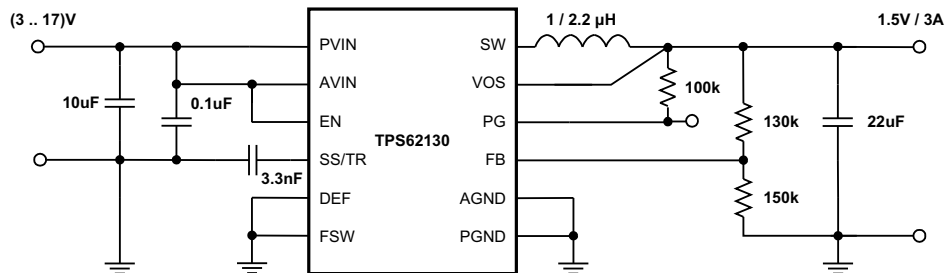 (3 .. 17)V
1 / 2.2 µH
1.5V / 3A
PVIN
SW
AVIN
VOS
10uF
0.1uF
100k
EN
PG
130k
22uF
TPS62130
SS/TR
FB
3.3nF
DEF
AGND
150k
FSW
PGND